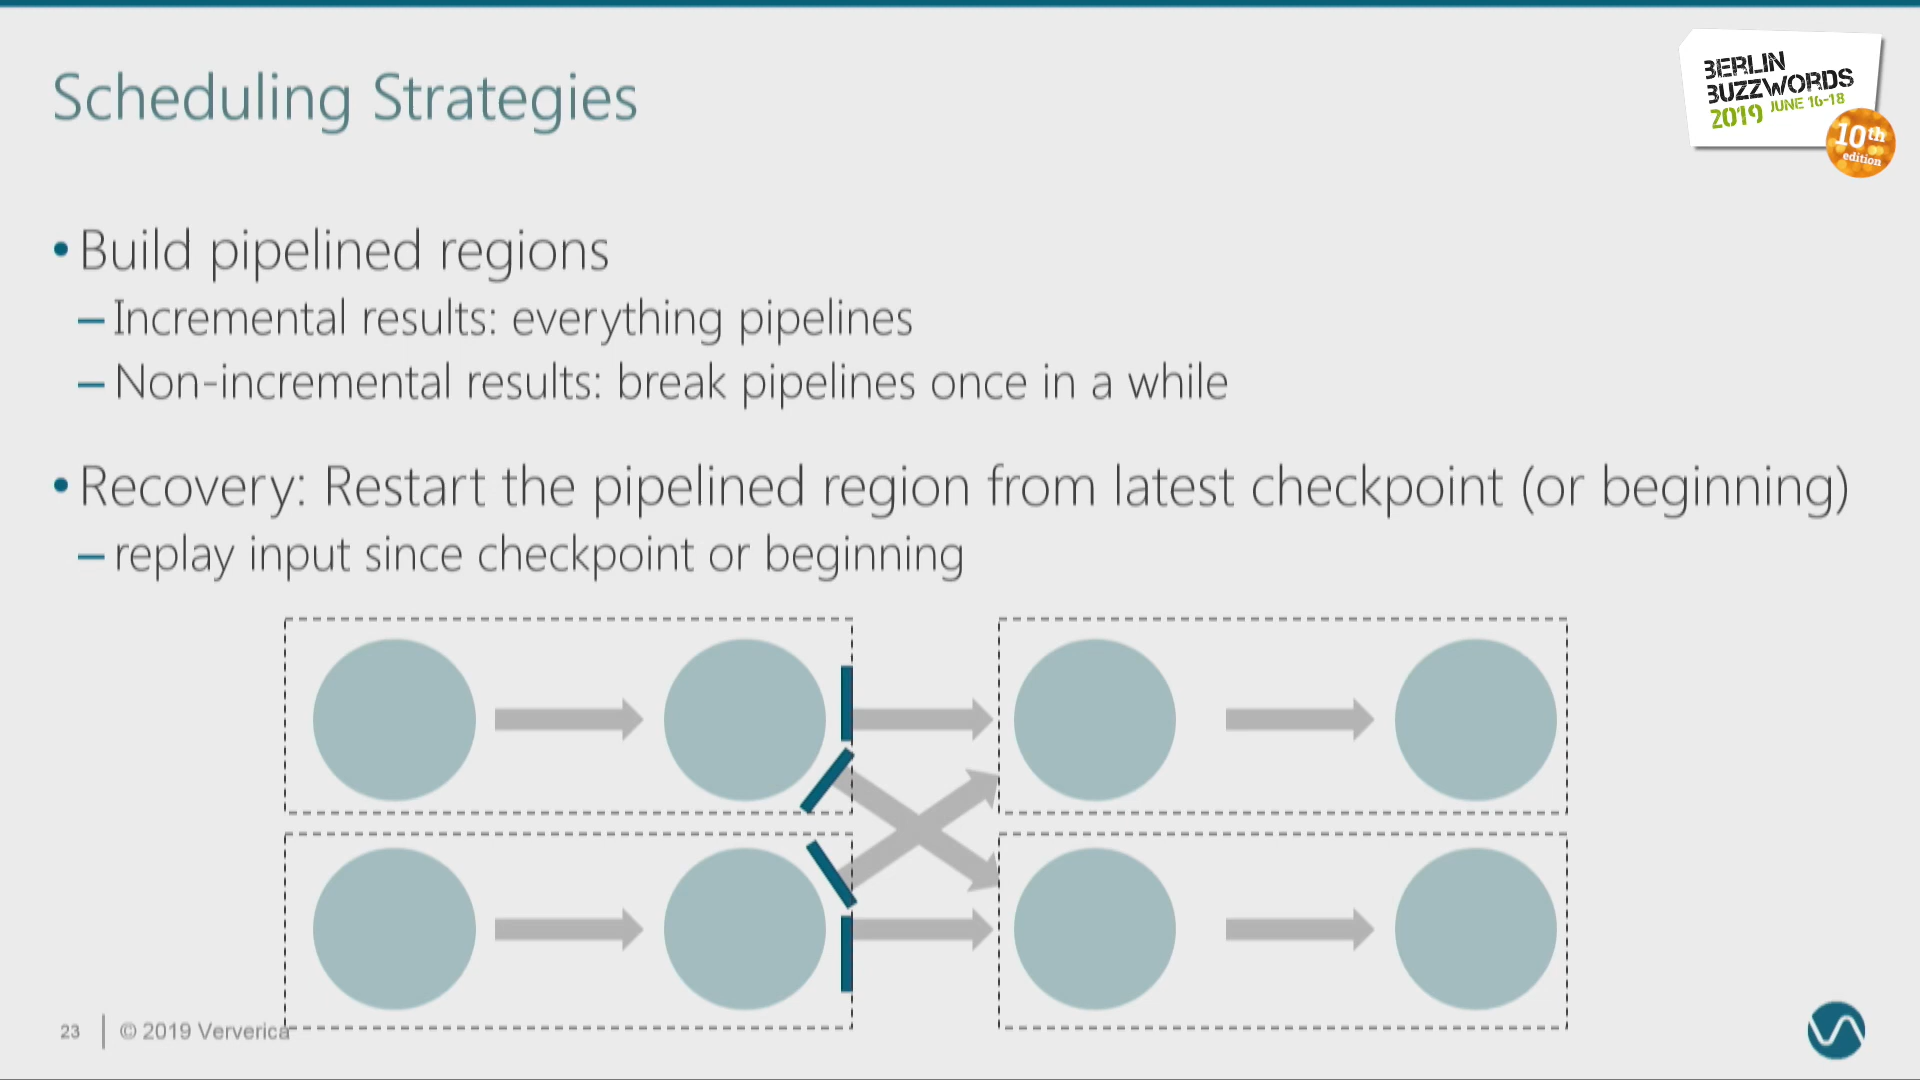 Scheduling Strategies
BERLIN
BUZZWORDS
2019 JUNE 16-18
10th
edition
• Build pipelined regions
– Incremental results: everything pipelines
– Non-incremental results: break pipelines once in a while
• Recovery: Restart the pipelined region from latest checkpoint (or beginning)
– replay input since checkpoint or beginning
23 | © 2019 Ververica